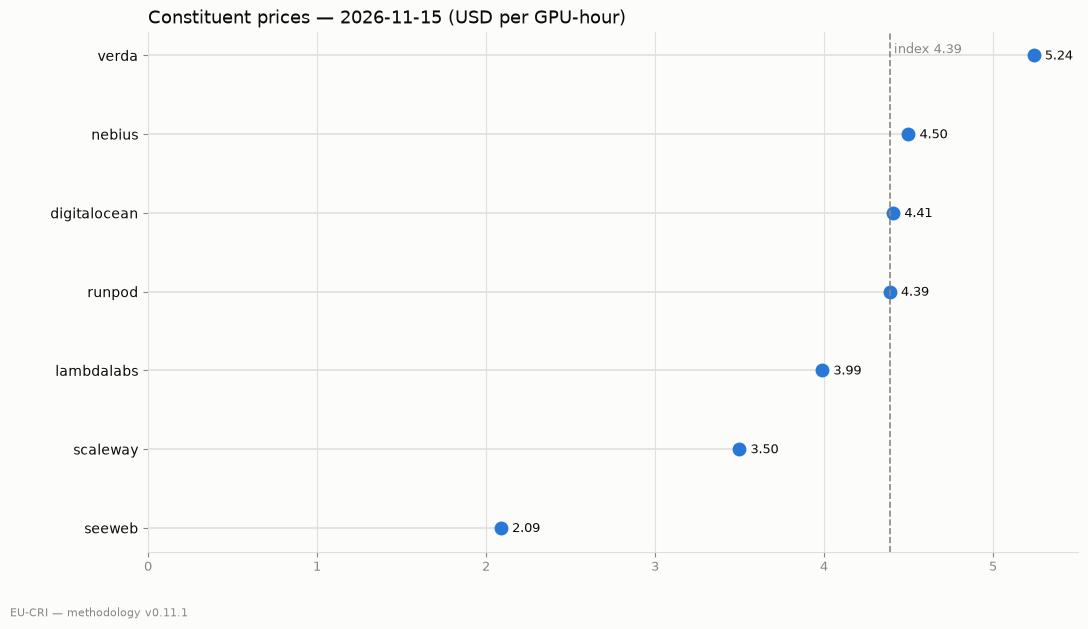 Constituent prices — 2026-11-15 (USD per GPU-hour)
index 4.39
verda 5.24
nebius 4.50
digitalocean 4.41
runpod 4.39
lambdalabs 3.99
scaleway 3.50
seeweb 2.09
0 1 2 3 4 5
EU-CRI — methodology v0.11.1